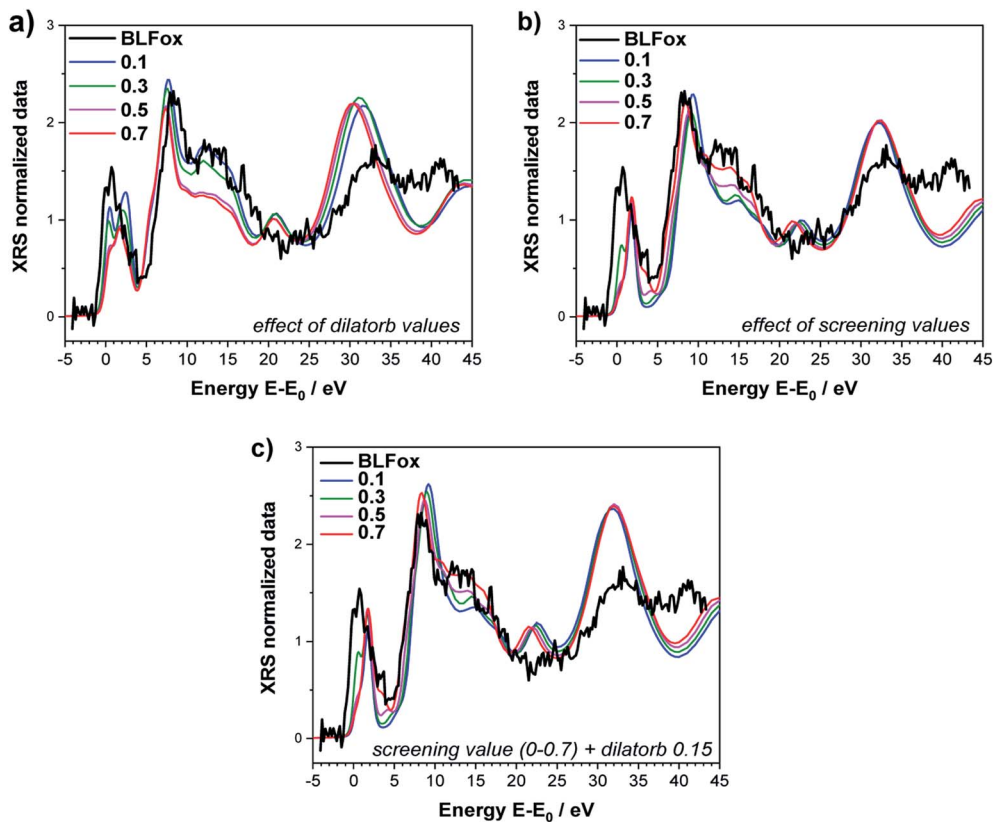 a)
3
2
1
0
XRS normalized data
BLFox
0.1
0.3
0.5
0.7
effect of dilatorb values
-5 0 5 10 15 20 25 30 35 40 45
Energy E-E₀ / eV
b)
3
2
1
0
XRS normalized data
BLFox
0.1
0.3
0.5
0.7
effect of screening values
-5 0 5 10 15 20 25 30 35 40 45
Energy E-E₀ / eV
c)
3
2
1
0
XRS normalized data
BLFox
0.1
0.3
0.5
0.7
screening value (0-0.7) + dilatorb 0.15
-5 0 5 10 15 20 25 30 35 40 45
Energy E-E₀ / eV